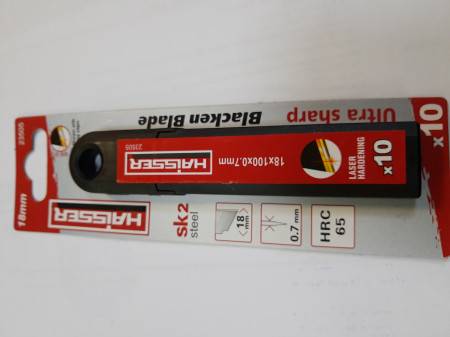 18mm
23505
HAISSER
Ultra sharp
Blacken Blade
x10
HAISSER
23505
18x100x0.7mm
LASER
HARDENING
x10
sk2
steel
18
mm
0.7 mm
HRC
65